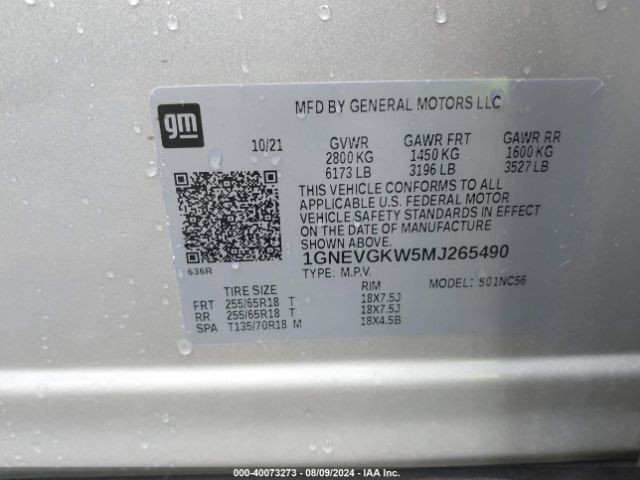 gm
MFD BY GENERAL MOTORS LLC
10/21 GVWR GAWR FRT GAWR RR
2800 KG 1450 KG 1600 KG
6173 LB 3196 LB 3527 LB
THIS VEHICLE CONFORMS TO ALL
APPLICABLE U.S. FEDERAL MOTOR
VEHICLE SAFETY STANDARDS IN EFFECT
ON THE DATE OF MANUFACTURE
SHOWN ABOVE.
636R
1GNEVGKW5MJ265490
TYPE: M.P.V.
MODEL: 501NC56
TIRE SIZE RIM
FRT 255/65R18 T 18X7.5J
RR 255/65R18 T 18X7.5J
SPA T135/70R18 M 18X4.5B
000-40073273 - 08/09/2024 - IAA Inc.